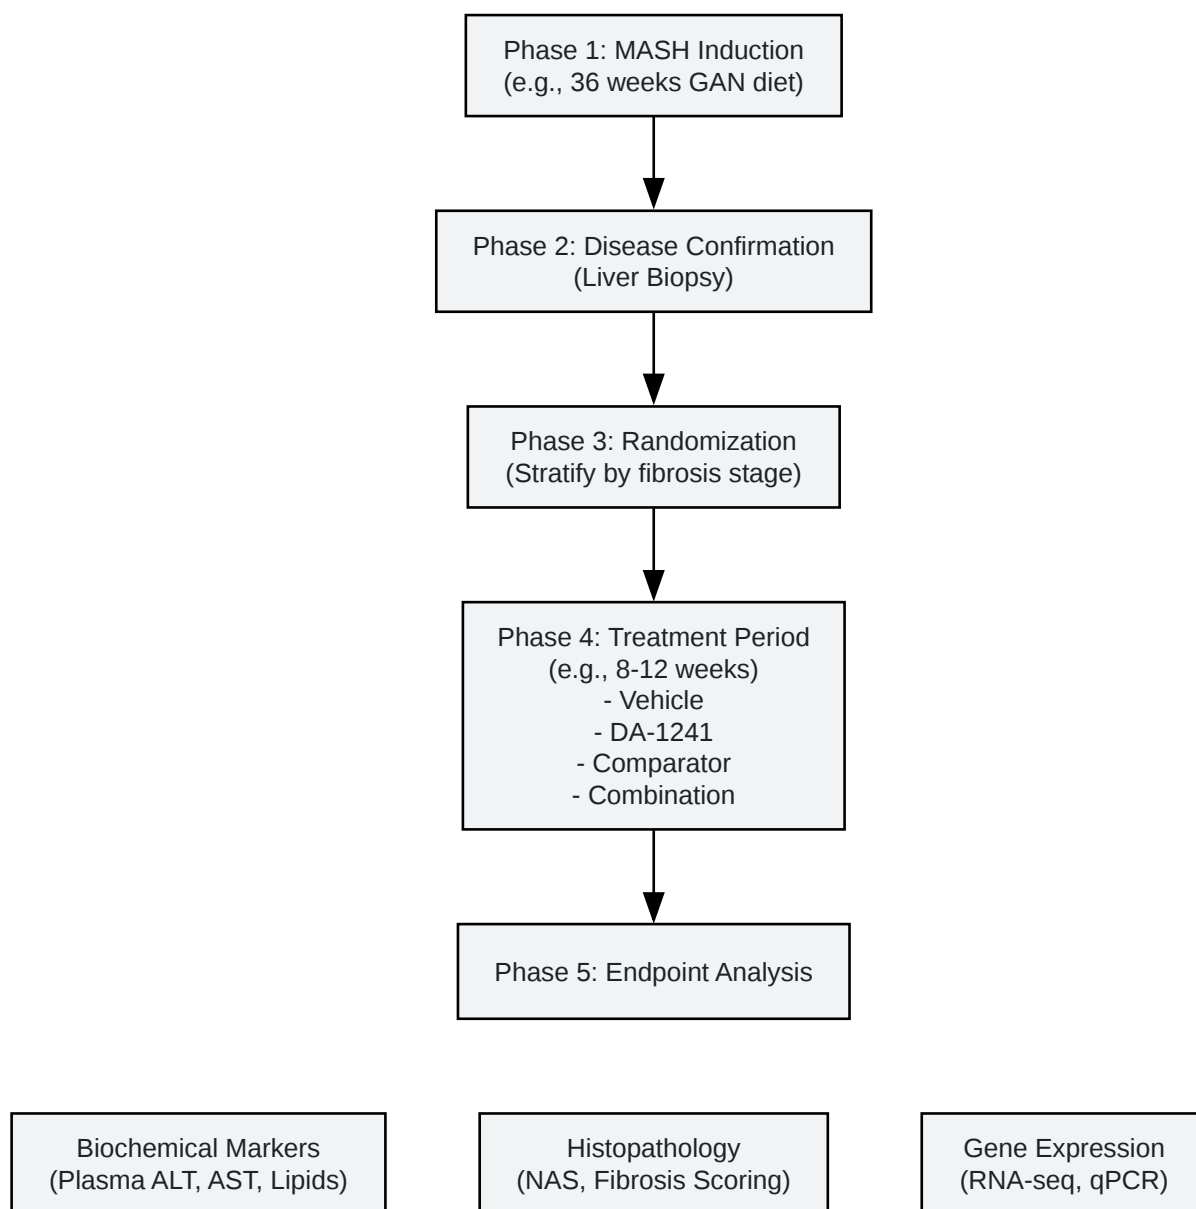 Phase 1: MASH Induction
(e.g., 36 weeks GAN diet)
Phase 2: Disease Confirmation
(Liver Biopsy)
Phase 3: Randomization
(Stratify by fibrosis stage)
Phase 4: Treatment Period
(e.g., 8-12 weeks)
- Vehicle
- DA-1241
- Comparator
- Combination
Phase 5: Endpoint Analysis
Biochemical Markers
(Plasma ALT, AST, Lipids)
Histopathology
(NAS, Fibrosis Scoring)
Gene Expression
(RNA-seq, qPCR)